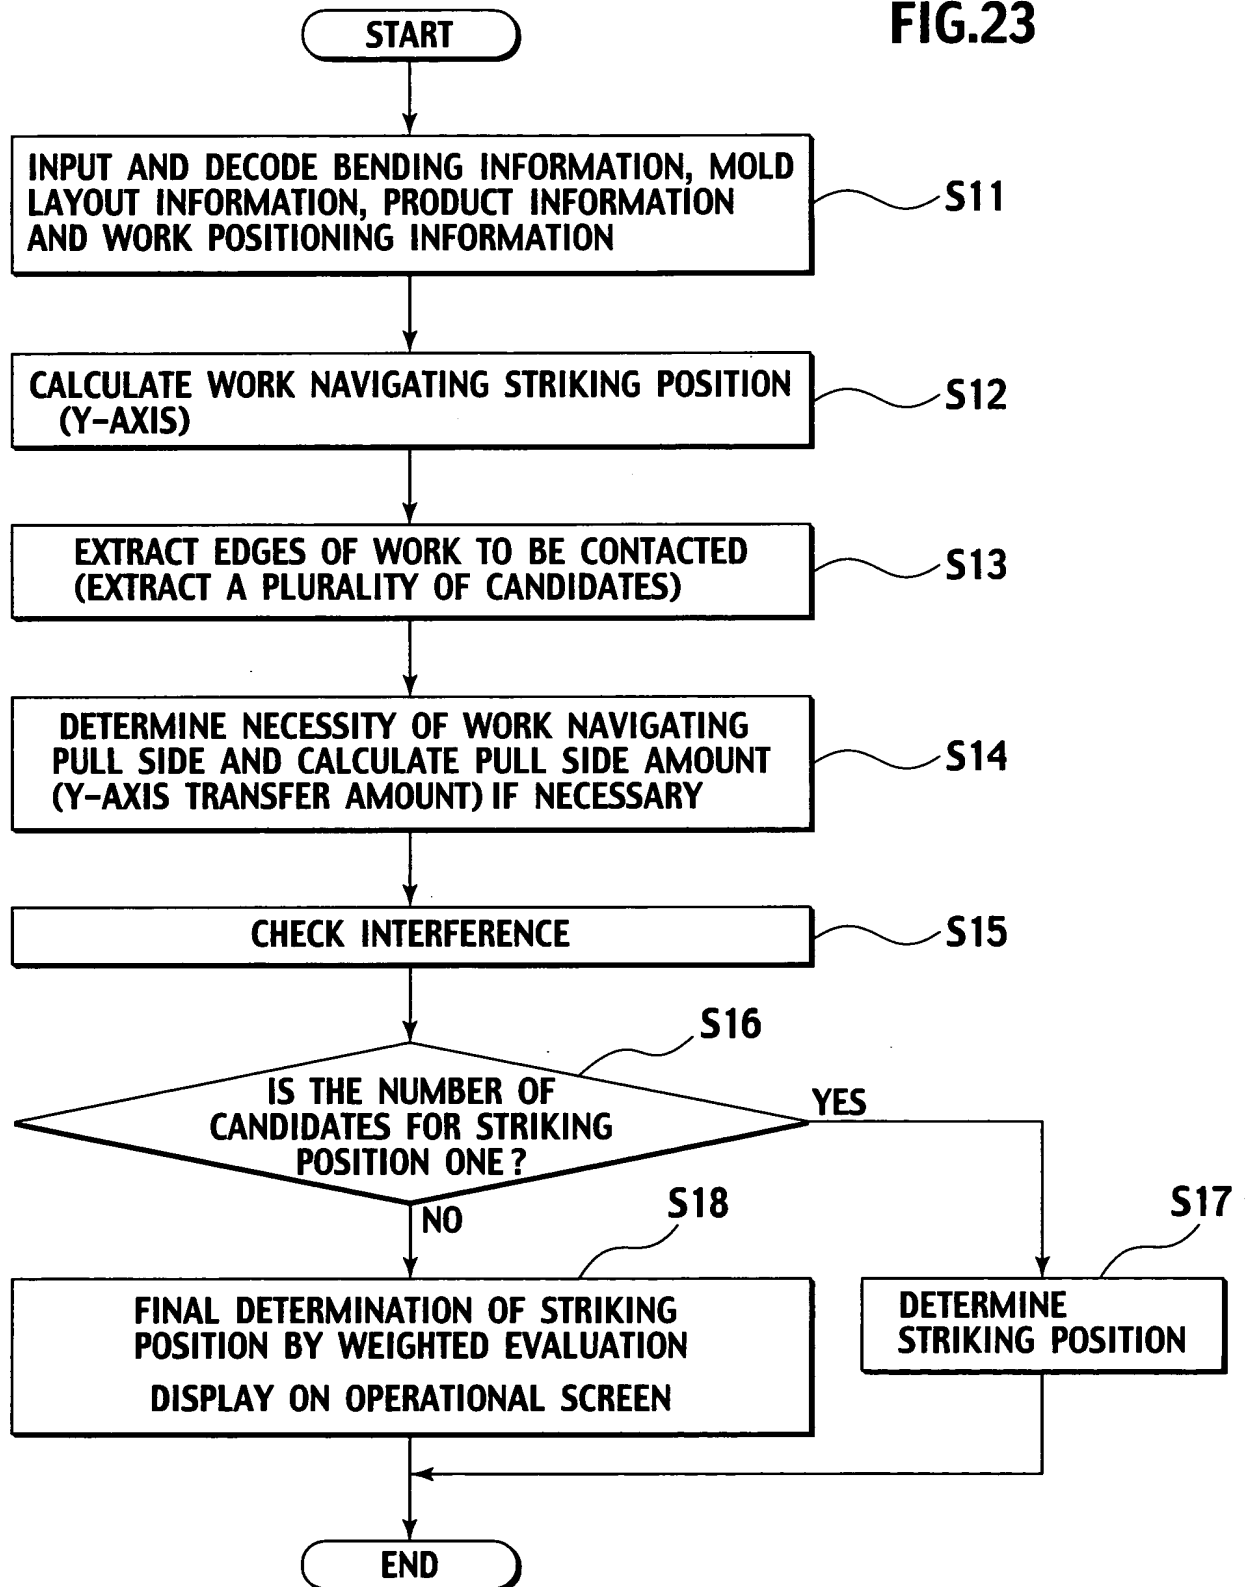 FIG.23
START
INPUT AND DECODE BENDING INFORMATION, MOLD
LAYOUT INFORMATION, PRODUCT INFORMATION
AND WORK POSITIONING INFORMATION
S11
CALCULATE WORK NAVIGATING STRIKING POSITION
(Y-AXIS)
S12
EXTRACT EDGES OF WORK TO BE CONTACTED
(EXTRACT A PLURALITY OF CANDIDATES)
S13
DETERMINE NECESSITY OF WORK NAVIGATING
PULL SIDE AND CALCULATE PULL SIDE AMOUNT
(Y-AXIS TRANSFER AMOUNT) IF NECESSARY
S14
CHECK INTERFERENCE
S15
S16
IS THE NUMBER OF
CANDIDATES FOR STRIKING
POSITION ONE?
YES
NO
S18
S17
FINAL DETERMINATION OF STRIKING
POSITION BY WEIGHTED EVALUATION
DISPLAY ON OPERATIONAL SCREEN
DETERMINE
STRIKING POSITION
END